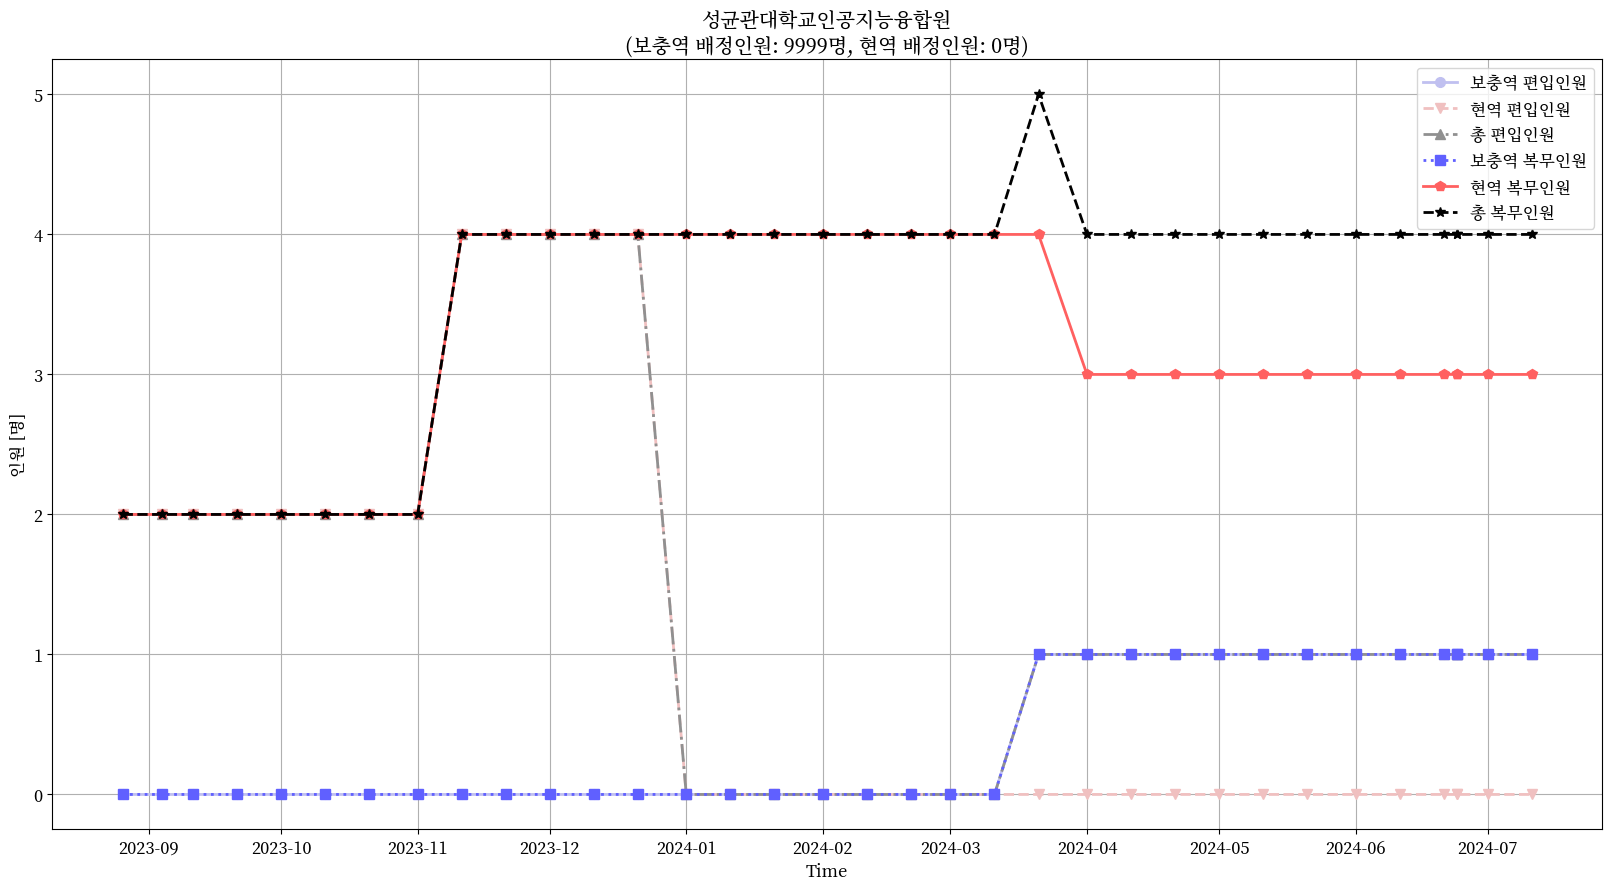 성균관대학교인공지능융합원
(보충역 배정인원: 9999명, 현역 배정인원: 0명)
보충역 편입인원
현역 편입인원
총 편입인원
보충역 복무인원
현역 복무인원
총 복무인원
인원 [명]
5
4
3
2
1
0
2023-09
2023-10
2023-11
2023-12
2024-01
2024-02
2024-03
2024-04
2024-05
2024-06
2024-07
Time